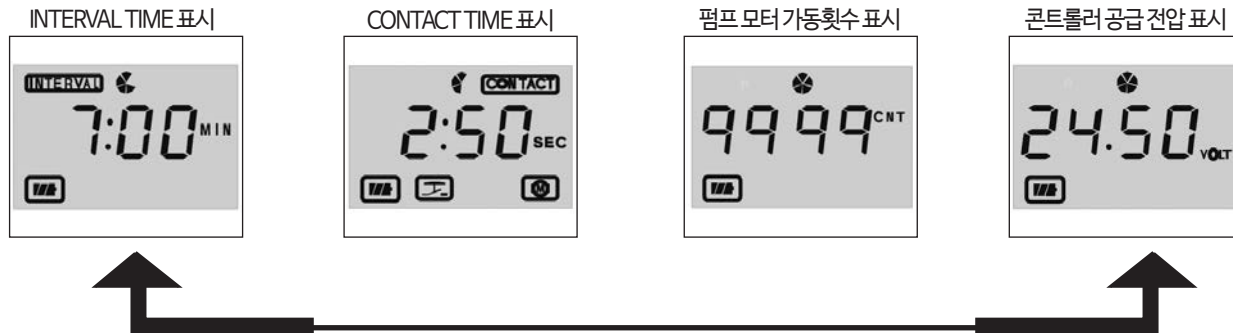 INTERVAL TIME 표시
CONTACT TIME 표시
펌프 모터 가동횟수 표시
콘트롤러 공급 전압 표시
INTERVAL
7:00 MIN
CONTACT
2:50 SEC
M
9999 CNT
24.50 VOLT